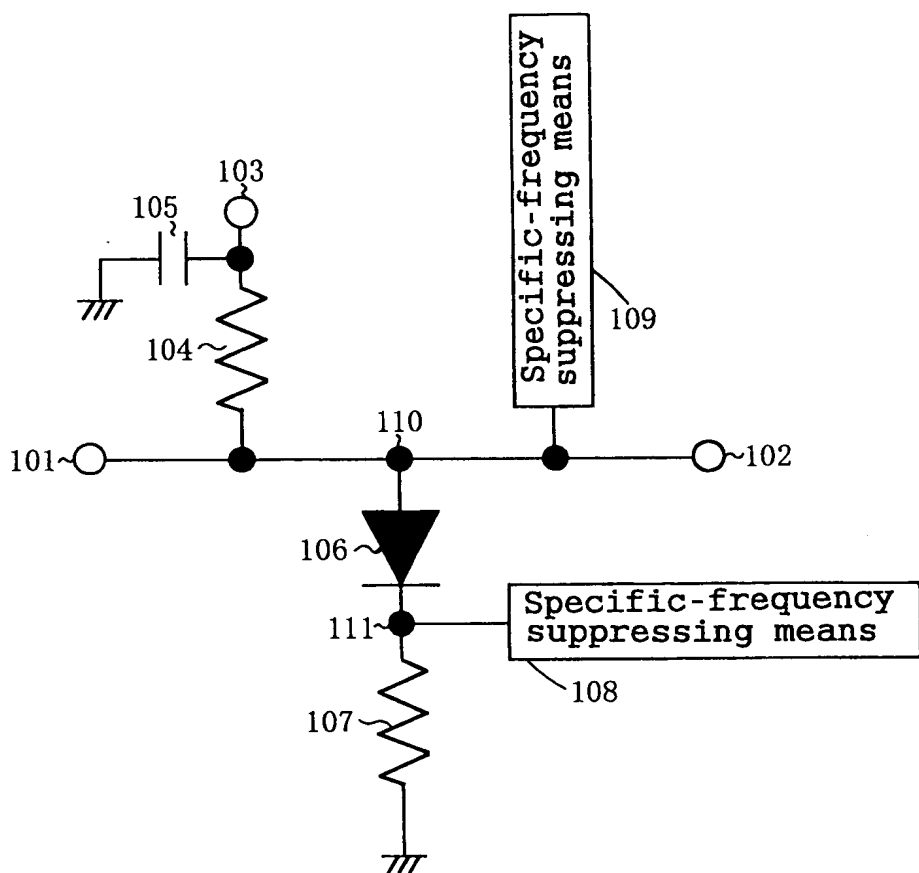 Specific-frequency
suppressing means
109
103
105
104
101
110
102
106
111
Specific-frequency
suppressing means
108
107